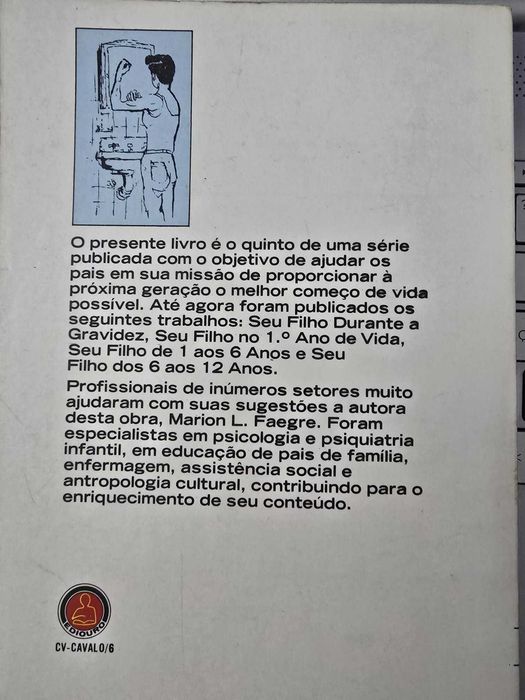 O presente livro é o quinto de uma série
publicada com o objetivo de ajudar os
pais em sua missão de proporcionar à
próxima geração o melhor começo de vida
possível. Até agora foram publicados os
seguintes trabalhos: Seu Filho Durante a
Gravidez, Seu Filho no 1.º Ano de Vida,
Seu Filho de 1 aos 6 Anos e Seu
Filho dos 6 aos 12 Anos.
Profissionais de inúmeros setores muito
ajudaram com suas sugestões a autora
desta obra, Marion L. Faegre. Foram
especialistas em psicologia e psiquiatria
infantil, em educação de pais de família,
enfermagem, assistência social e
antropologia cultural, contribuindo para o
enriquecimento de seu conteúdo.
EDIOURO
CV-CAVALO/6